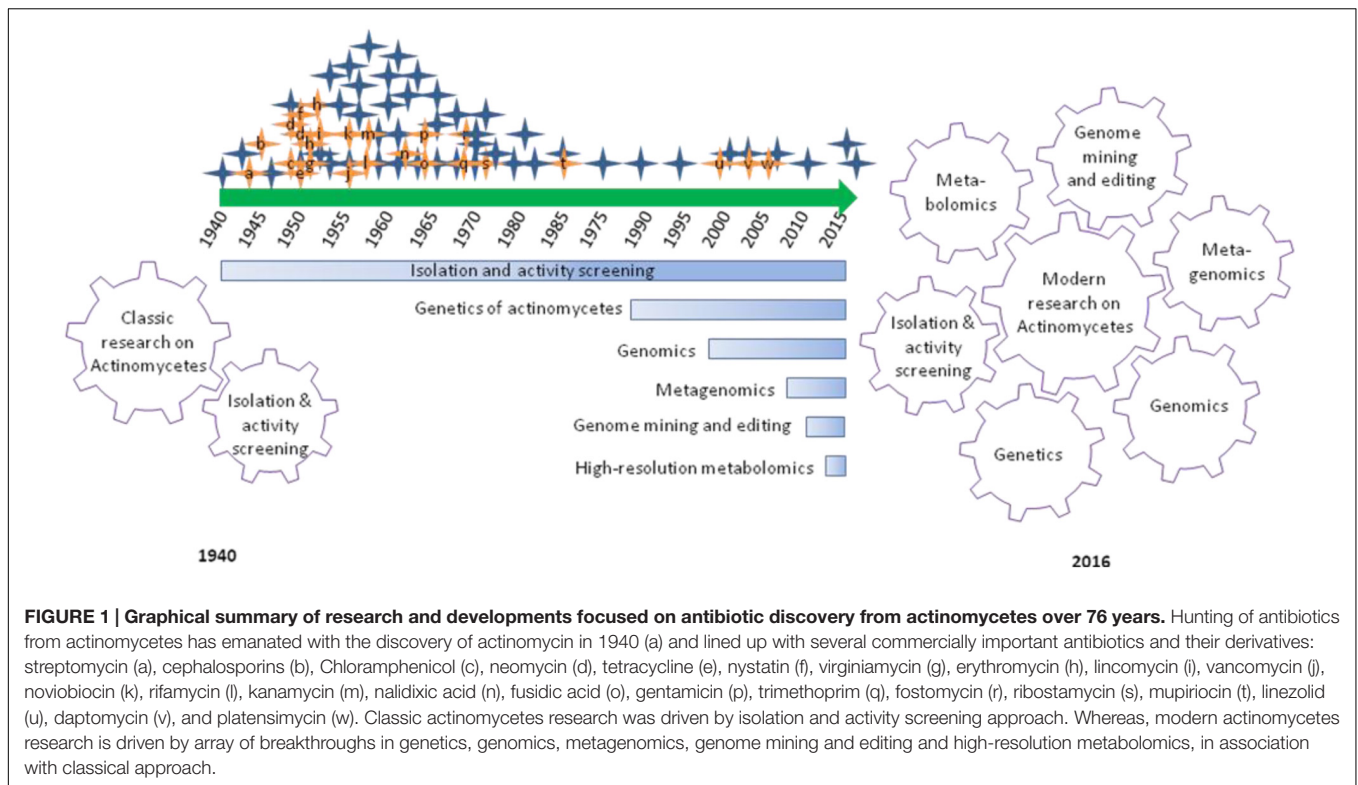 h
f
d
d i k m p r
b h
n
c g l o q s t u v w
a e j
1940 1945 1950 1955 1960 1965 1970 1980 1985 1975 1990 1995 2000 2005 2010 2015
Isolation and activity screening
Genetics of actinomycetes
Genomics
Metagenomics
Genome mining and editing
High-resolution metabolomics
Classic
research on
Actinomycetes
Isolation &
activity
screening
1940
Meta-
bolomics
Genome
mining
and editing
Meta-
genomics
Modern
research on
Actinomycetes
Isolation &
activity
screening
Genomics
Genetics
2016
FIGURE 1 | Graphical summary of research and developments focused on antibiotic discovery from actinomycetes over 76 years. Hunting of antibiotics
from actinomycetes has emanated with the discovery of actinomycin in 1940 (a) and lined up with several commercially important antibiotics and their derivatives:
streptomycin (a), cephalosporins (b), Chloramphenicol (c), neomycin (d), tetracycline (e), nystatin (f), virginiamycin (g), erythromycin (h), lincomycin (i), vancomycin (j),
noviobiocin (k), rifamycin (l), kanamycin (m), nalidixic acid (n), fusidic acid (o), gentamicin (p), trimethoprim (q), fostomycin (r), ribostamycin (s), mupiriocin (t), linezolid
(u), daptomycin (v), and platensimycin (w). Classic actinomycetes research was driven by isolation and activity screening approach. Whereas, modern actinomycetes
research is driven by array of breakthroughs in genetics, genomics, metagenomics, genome mining and editing and high-resolution metabolomics, in association
with classical approach.